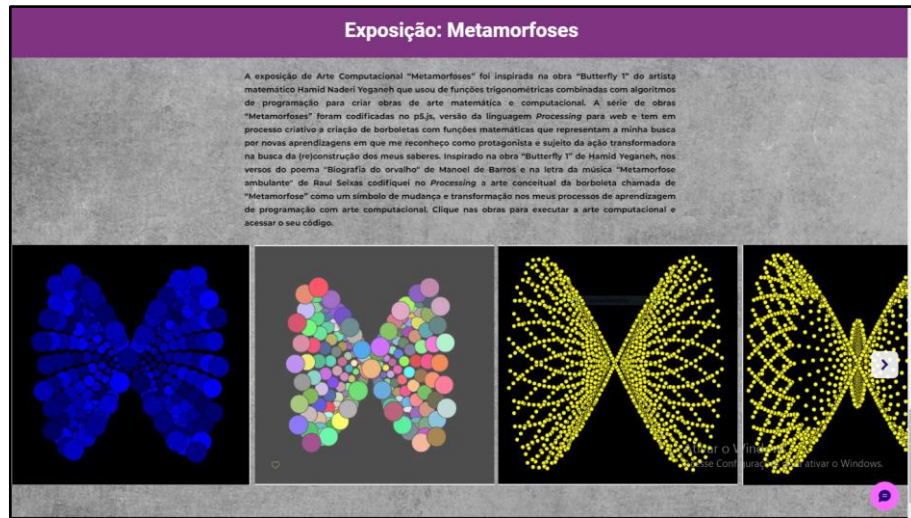 Exposição: Metamorfoses
A exposição de Arte Computacional “Metamorfoses” foi inspirada na obra “Butterfly 1” do artista
matemático Hamid Naderi Yeganeh que usou de funções trigonométricas combinadas com algoritmos
de programação para criar obras de arte matemática e computacional. A série de obras
“Metamorfoses” foram codificadas no p5.js, versão da linguagem Processing para web e tem em
processo criativo a criação de borboletas com funções matemáticas que representam a minha busca
por novas aprendizagens em que me reconheço como protagonista e sujeito da ação transformadora
na busca da (re)construção dos meus saberes. Inspirado na obra “Butterfly 1” de Hamid Yeganeh, nos
versos do poema "Biografia do orvalho" de Manoel de Barros e na letra da música "Metamorfose
ambulante" de Raul Seixas codifiquei no Processing a arte conceitual da borboleta chamada de
“Metamorfose” como um símbolo de mudança e transformação nos meus processos de aprendizagem
de programação com arte computacional. Clique nas obras para executar a arte computacional e
acessar o seu código.
ativar o Windows.